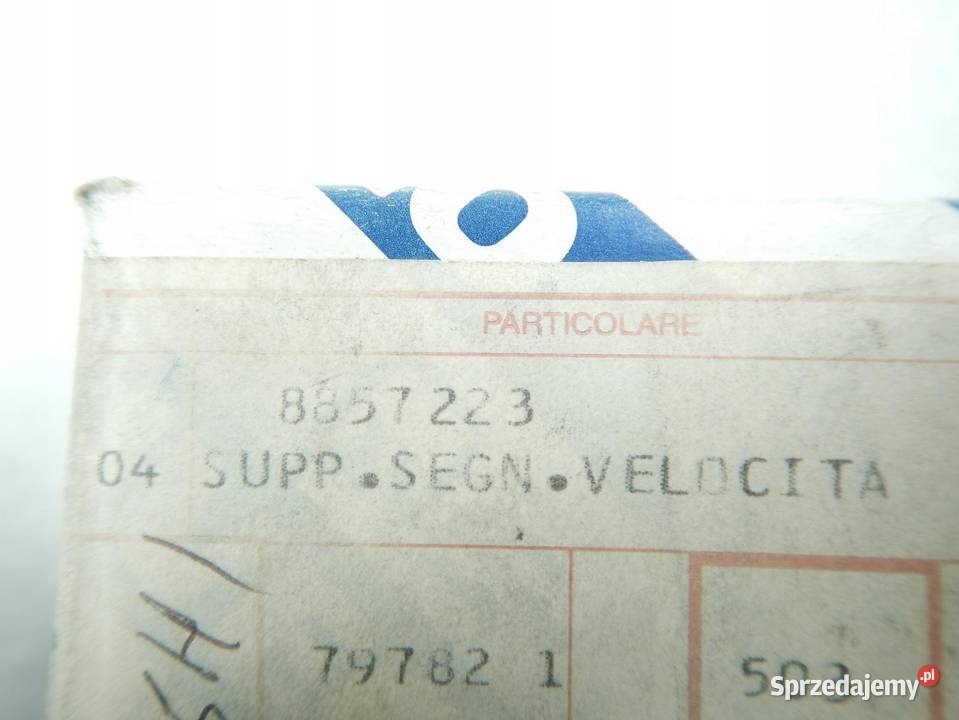 PARTICOLARE
8857223
04 SUPP.SEGN.VELOCITA
79782 1
Sprzedajemy.pl